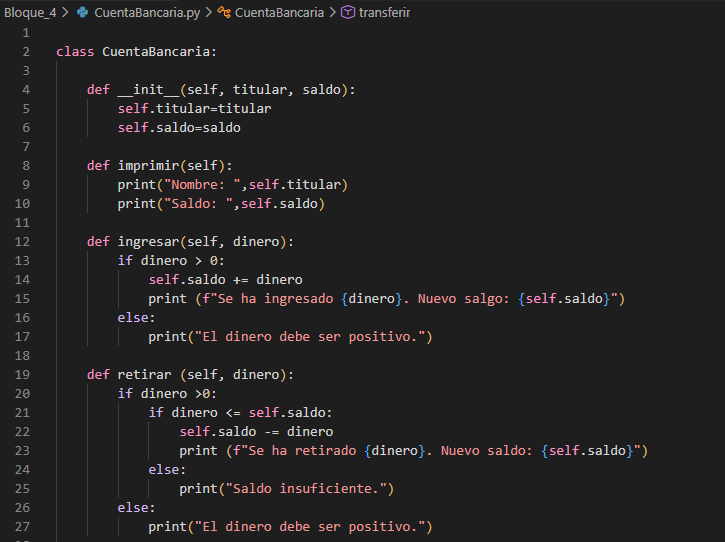 Bloque_4 > CuentaBancaria.py > CuentaBancaria > transferir
1
2 class CuentaBancaria:
3
4     def __init__(self, titular, saldo):
5         self.titular=titular
6         self.saldo=saldo
7
8     def imprimir(self):
9         print("Nombre: ",self.titular)
10         print("Saldo: ",self.saldo)
11
12     def ingresar(self, dinero):
13         if dinero > 0:
14             self.saldo += dinero
15             print (f"Se ha ingresado {dinero}. Nuevo salgo: {self.saldo}")
16         else:
17             print("El dinero debe ser positivo.")
18
19     def retirar (self, dinero):
20         if dinero >0:
21             if dinero <= self.saldo:
22                 self.saldo -= dinero
23                 print (f"Se ha retirado {dinero}. Nuevo saldo: {self.saldo}")
24             else:
25                 print("Saldo insuficiente.")
26         else:
27             print("El dinero debe ser positivo.")